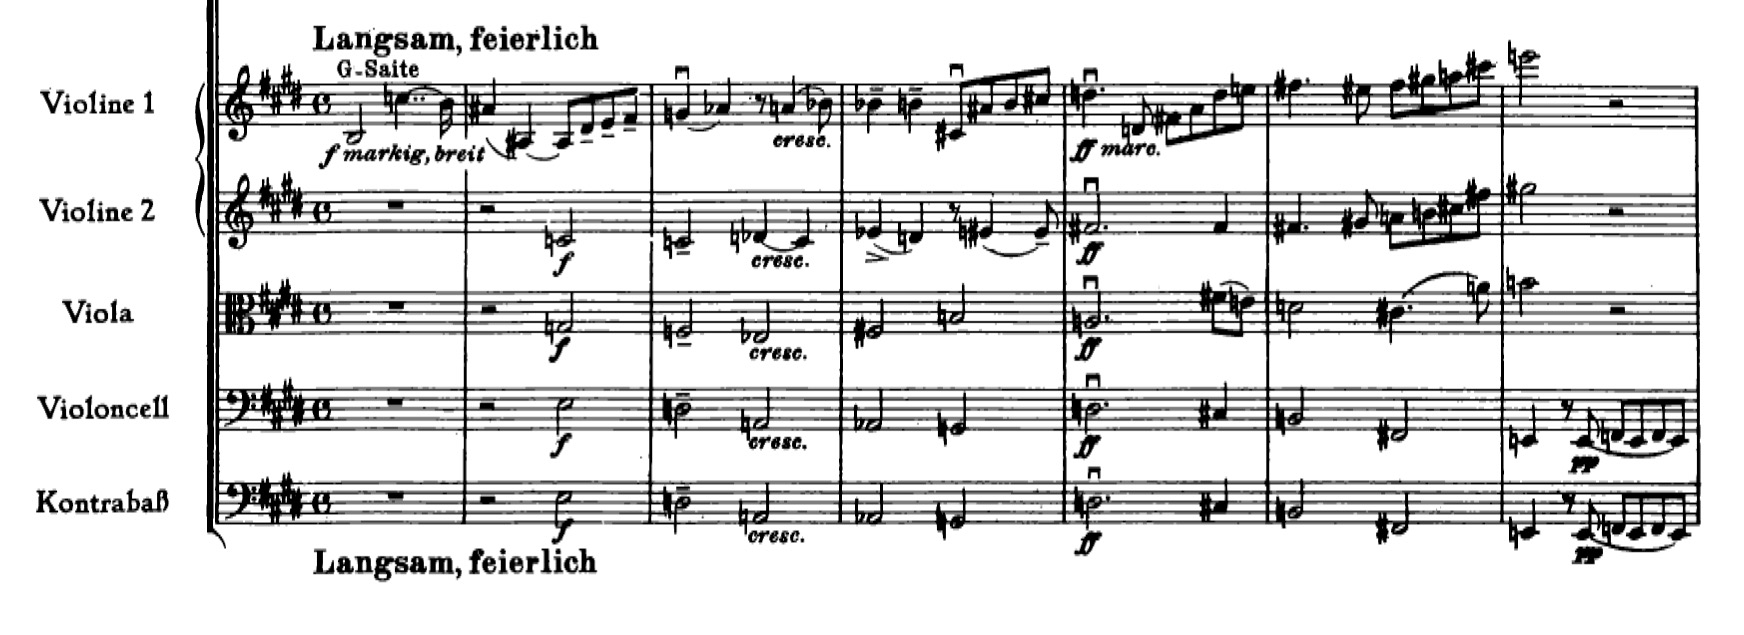 Langsam, feierlich
G-Saite
Violine 1
cresc.
f markig, breit
ff marc.
Violine 2
f
cresc.
ff
Viola
f
cresc.
ff
Violoncell
f
cresc.
ff
pp
Kontrabaß
f
cresc.
ff
pp
Langsam, feierlich